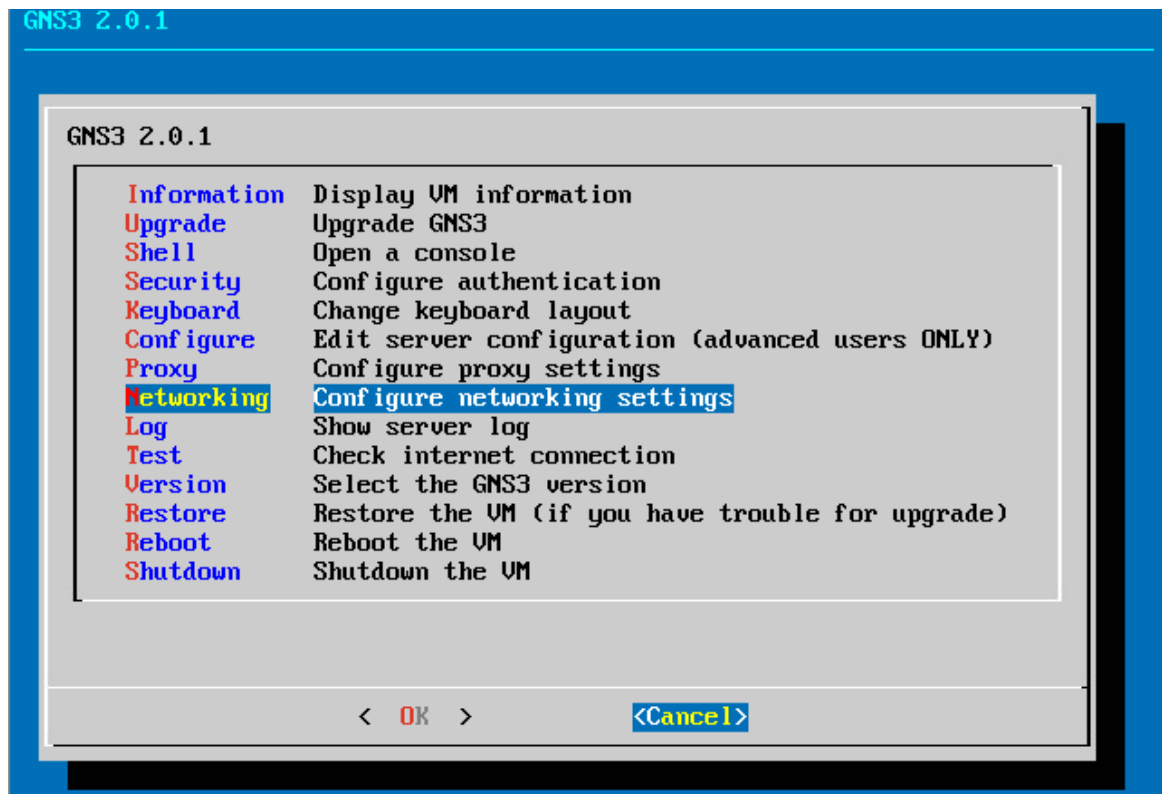 GNS3 2.0.1
GNS3 2.0.1
Information Display VM information
Upgrade Upgrade GNS3
Shell Open a console
Security Configure authentication
Keyboard Change keyboard layout
Configure Edit server configuration (advanced users ONLY)
Proxy Configure proxy settings
Networking Configure networking settings
Log Show server log
Test Check internet connection
Version Select the GNS3 version
Restore Restore the VM (if you have trouble for upgrade)
Reboot Reboot the VM
Shutdown Shutdown the VM
< OK > <Cancel>